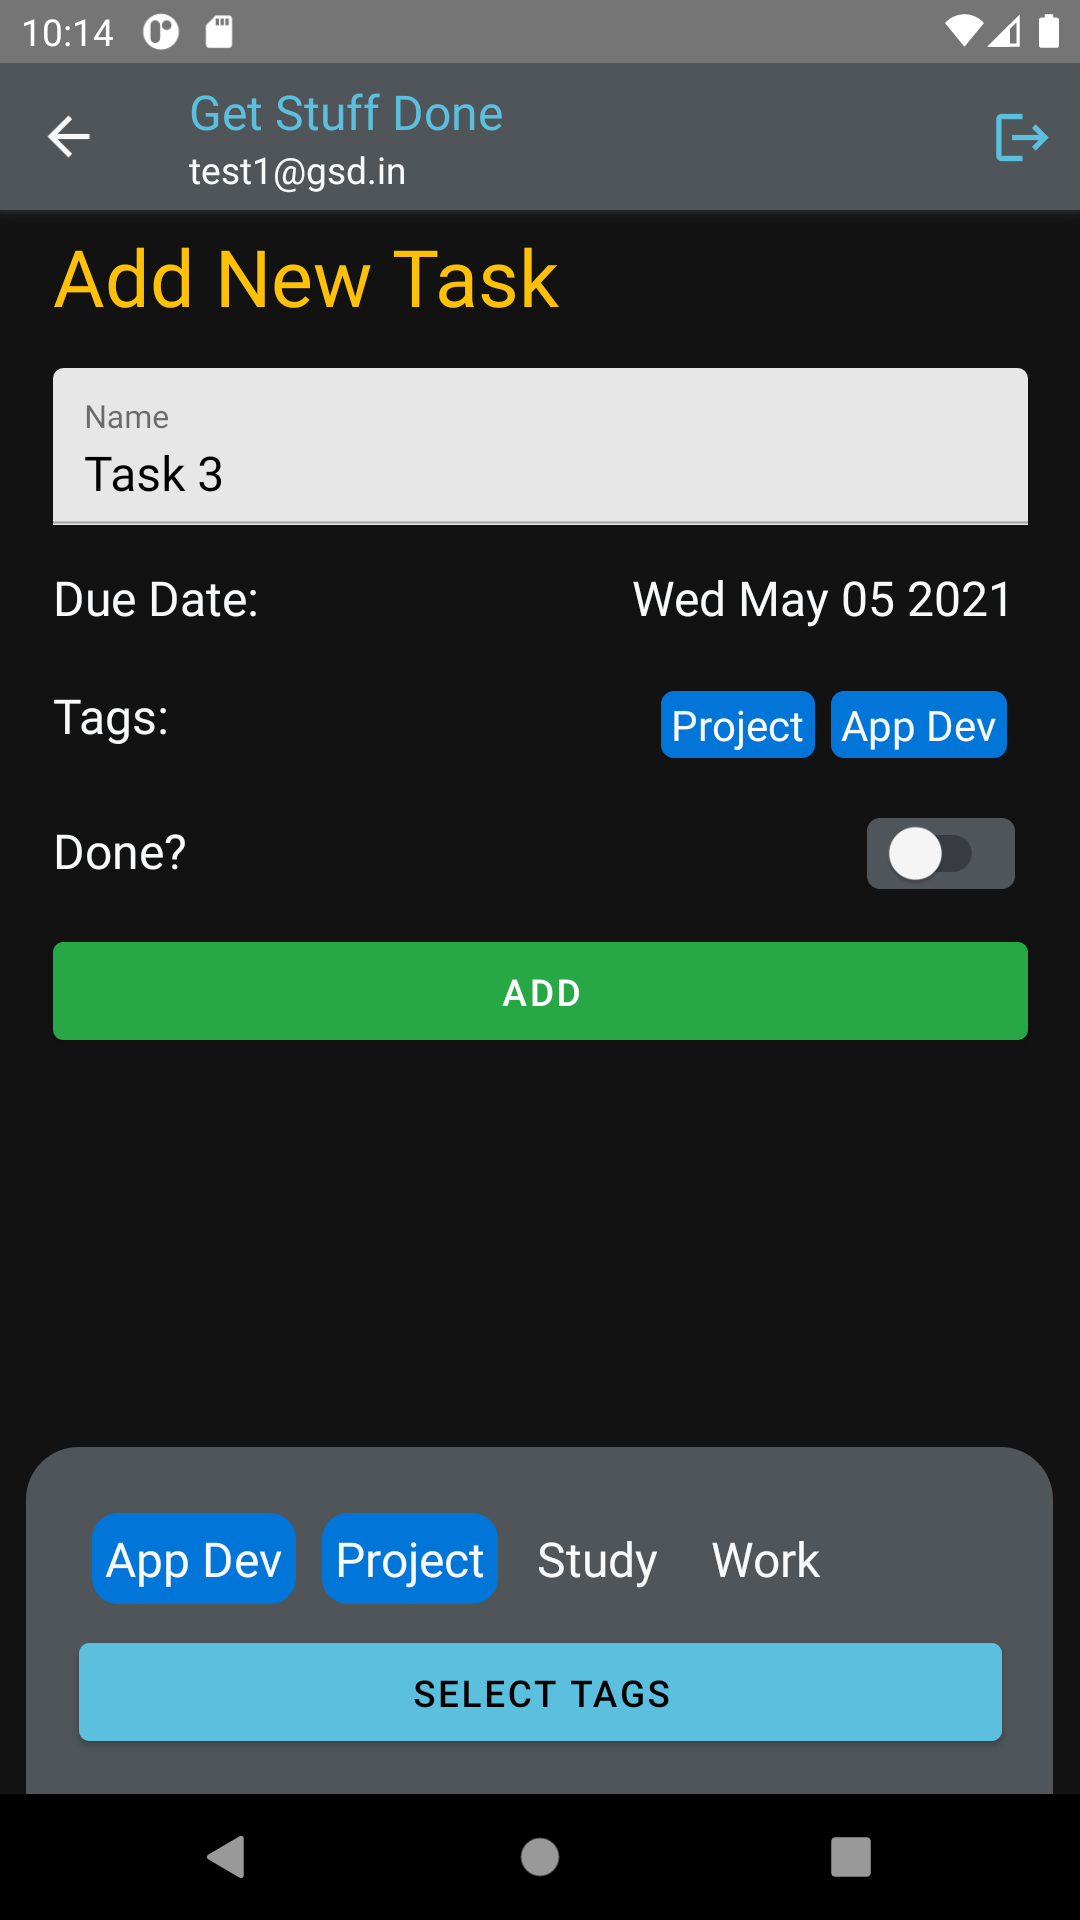 10:14
Get Stuff Done
test1@gsd.in
Add New Task
Name
Task 3
Due Date: Wed May 05 2021
Tags: Project App Dev
Done?
ADD
App Dev Project Study Work
SELECT TAGS